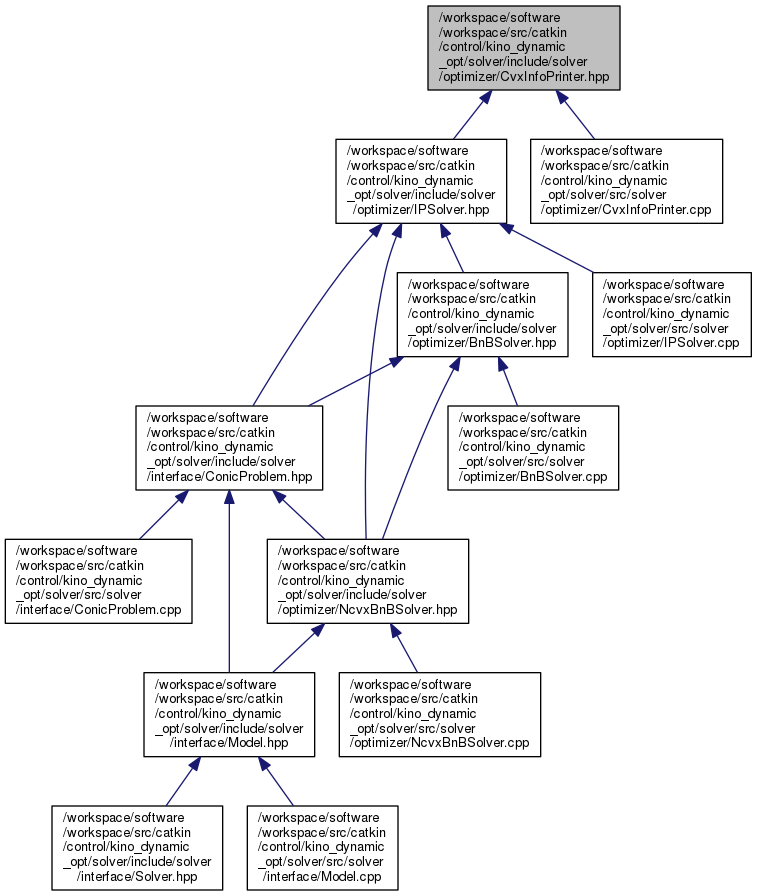 /workspace/software
/workspace/src/catkin
/control/kino_dynamic
_opt/solver/include/solver
/optimizer/CvxInfoPrinter.hpp
/workspace/software
/workspace/src/catkin
/control/kino_dynamic
_opt/solver/include/solver
/optimizer/IPSolver.hpp
/workspace/software
/workspace/src/catkin
/control/kino_dynamic
_opt/solver/src/solver
/optimizer/CvxInfoPrinter.cpp
/workspace/software
/workspace/src/catkin
/control/kino_dynamic
_opt/solver/include/solver
/optimizer/BnBSolver.hpp
/workspace/software
/workspace/src/catkin
/control/kino_dynamic
_opt/solver/src/solver
/optimizer/IPSolver.cpp
/workspace/software
/workspace/src/catkin
/control/kino_dynamic
_opt/solver/include/solver
/interface/ConicProblem.hpp
/workspace/software
/workspace/src/catkin
/control/kino_dynamic
_opt/solver/src/solver
/optimizer/BnBSolver.cpp
/workspace/software
/workspace/src/catkin
/control/kino_dynamic
_opt/solver/src/solver
/interface/ConicProblem.cpp
/workspace/software
/workspace/src/catkin
/control/kino_dynamic
_opt/solver/include/solver
/optimizer/NcvxBnBSolver.hpp
/workspace/software
/workspace/src/catkin
/control/kino_dynamic
_opt/solver/include/solver
/interface/Model.hpp
/workspace/software
/workspace/src/catkin
/control/kino_dynamic
_opt/solver/src/solver
/optimizer/NcvxBnBSolver.cpp
/workspace/software
/workspace/src/catkin
/control/kino_dynamic
_opt/solver/include/solver
/interface/Solver.hpp
/workspace/software
/workspace/src/catkin
/control/kino_dynamic
_opt/solver/src/solver
/interface/Model.cpp